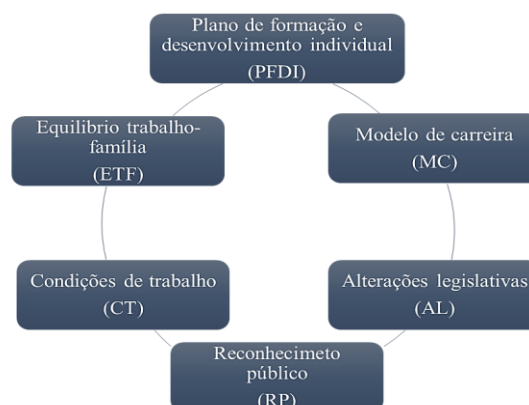 Plano de formação e
desenvolvimento individual
(PFDI)
Equilibrio trabalho-
família
(ETF)
Modelo de carreira
(MC)
Condições de trabalho
(CT)
Alterações legislativas
(AL)
Reconhecimeto
público
(RP)